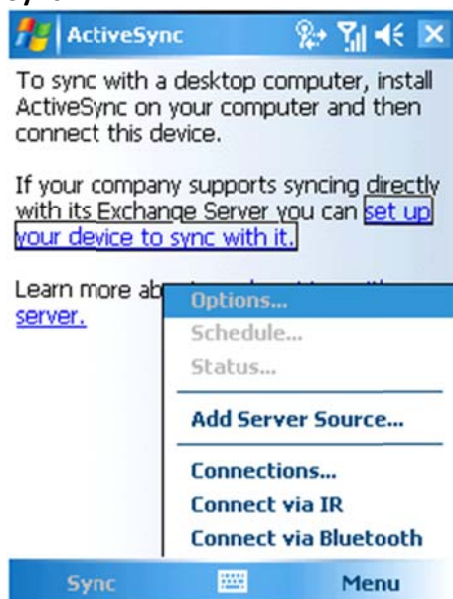 ActiveSync
To sync with a desktop computer, install
ActiveSync on your computer and then
connect this device.
If your company supports syncing directly
with its Exchange Server you can set up
your device to sync with it.
Learn more ab
server.
Options...
Schedule...
Status...
Add Server Source...
Connections...
Connect via IR
Connect via Bluetooth
Sync
Menu